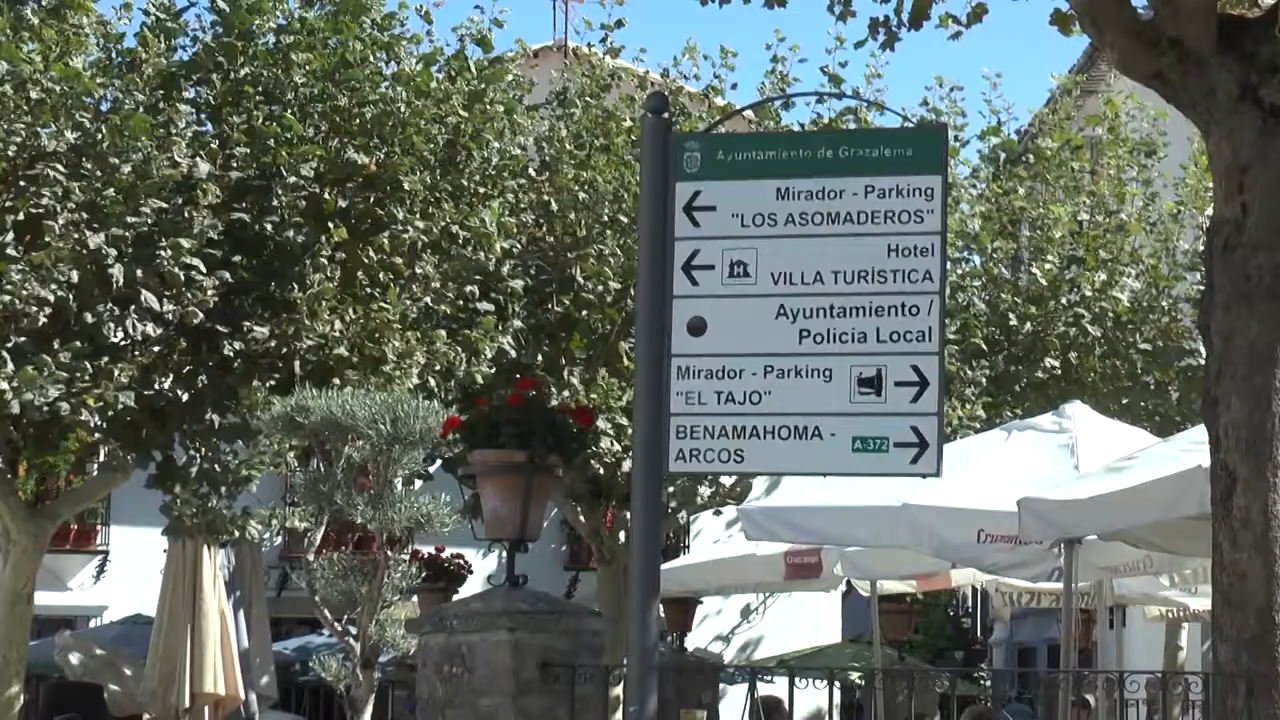 Ayuntamiento de Grazalema
Mirador - Parking
"LOS ASOMADEROS"
Hotel
VILLA TURÍSTICA
Ayuntamiento /
Policía Local
Mirador - Parking
"EL TAJO"
BENAMAHOMA -
ARCOS
A-372
Cruzcampo